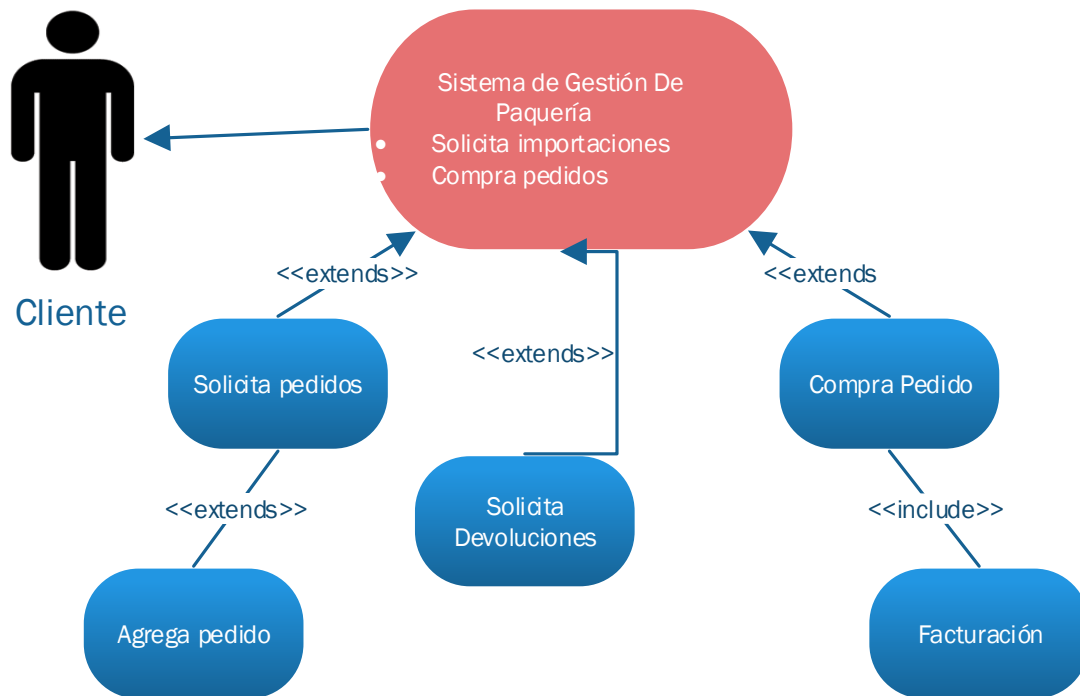 Sistema de Gestión De
Paquería
• Solicita importaciones
• Compra pedidos
<<extends>>
<<extends
Cliente
<<extends>>
Solicita pedidos
Compra Pedido
<<extends>>
Solicita
Devoluciones
<<include>>
Agrega pedido
Facturación